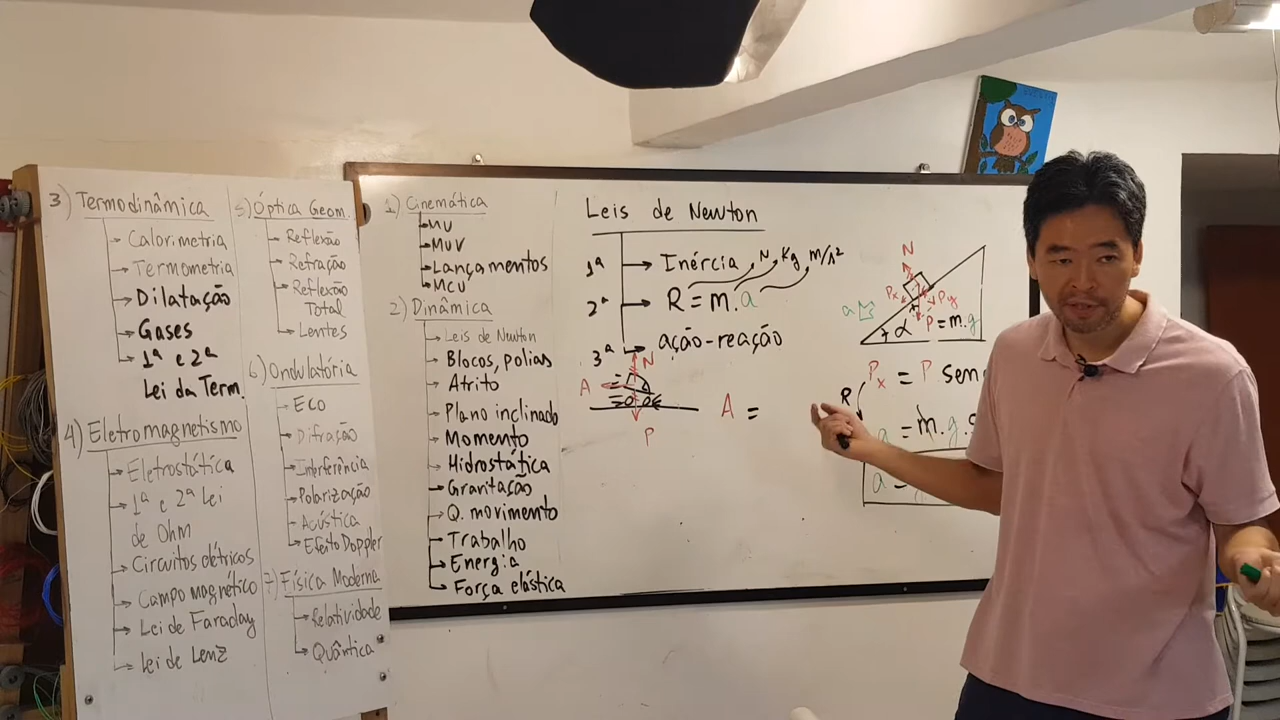 3) Termodinâmica
Calorimetria
Termometria
Dilatação
Gases
1ª e 2ª
Lei da Term.
4) Eletromagnetismo
Eletrostática
1ª e 2ª Lei
de Ohm
Circuitos elétricos
Campo magnético
Lei de Faraday
Lei de Lenz
5) Óptica Geom.
Reflexão
Refração
Reflexão
Total
Lentes
6) Ondulatória
Eco
Difração
Interferência
Polarização
Acústica
Efeito Doppler
7) Física Moderna
Relatividade
Quântica
1) Cinemática
MU
MUV
Lançamentos
MCU
2) Dinâmica
Leis de Newton
Blocos, polias
Atrito
Plano inclinado
Momento
Hidrostática
Gravitação
Q. movimento
Trabalho
Energia
Força elástica
Leis de Newton
1ª Inércia N Kg m/s²
2ª R = m.a
3ª ação-reação
N
A
P
A =
N
Px Py
a
α P = m.g
Px = P sen
R
a = m.g.
a =